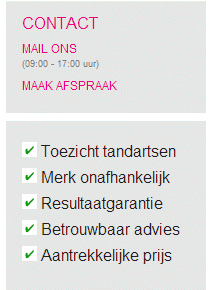 CONTACT
MAIL ONS
(09:00 - 17:00 uur)
MAAK AFSPRAAK
✔ Toezicht tandartsen
✔ Merk onafhankelijk
✔ Resultaatgarantie
✔ Betrouwbaar advies
✔ Aantrekkelijke prijs